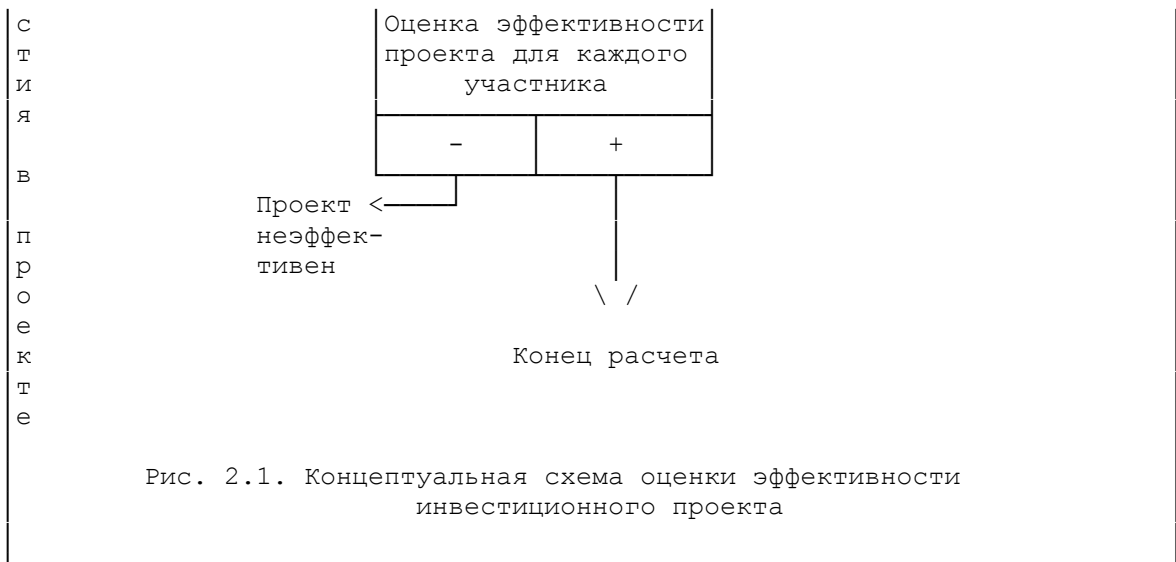 с
т
и
я
в
п
р
о
е
к
т
е
Оценка эффективности
проекта для каждого
участника
- +
Проект <
неэффек-
тивен
\ /
Конец расчета
Рис. 2.1. Концептуальная схема оценки эффективности
инвестиционного проекта